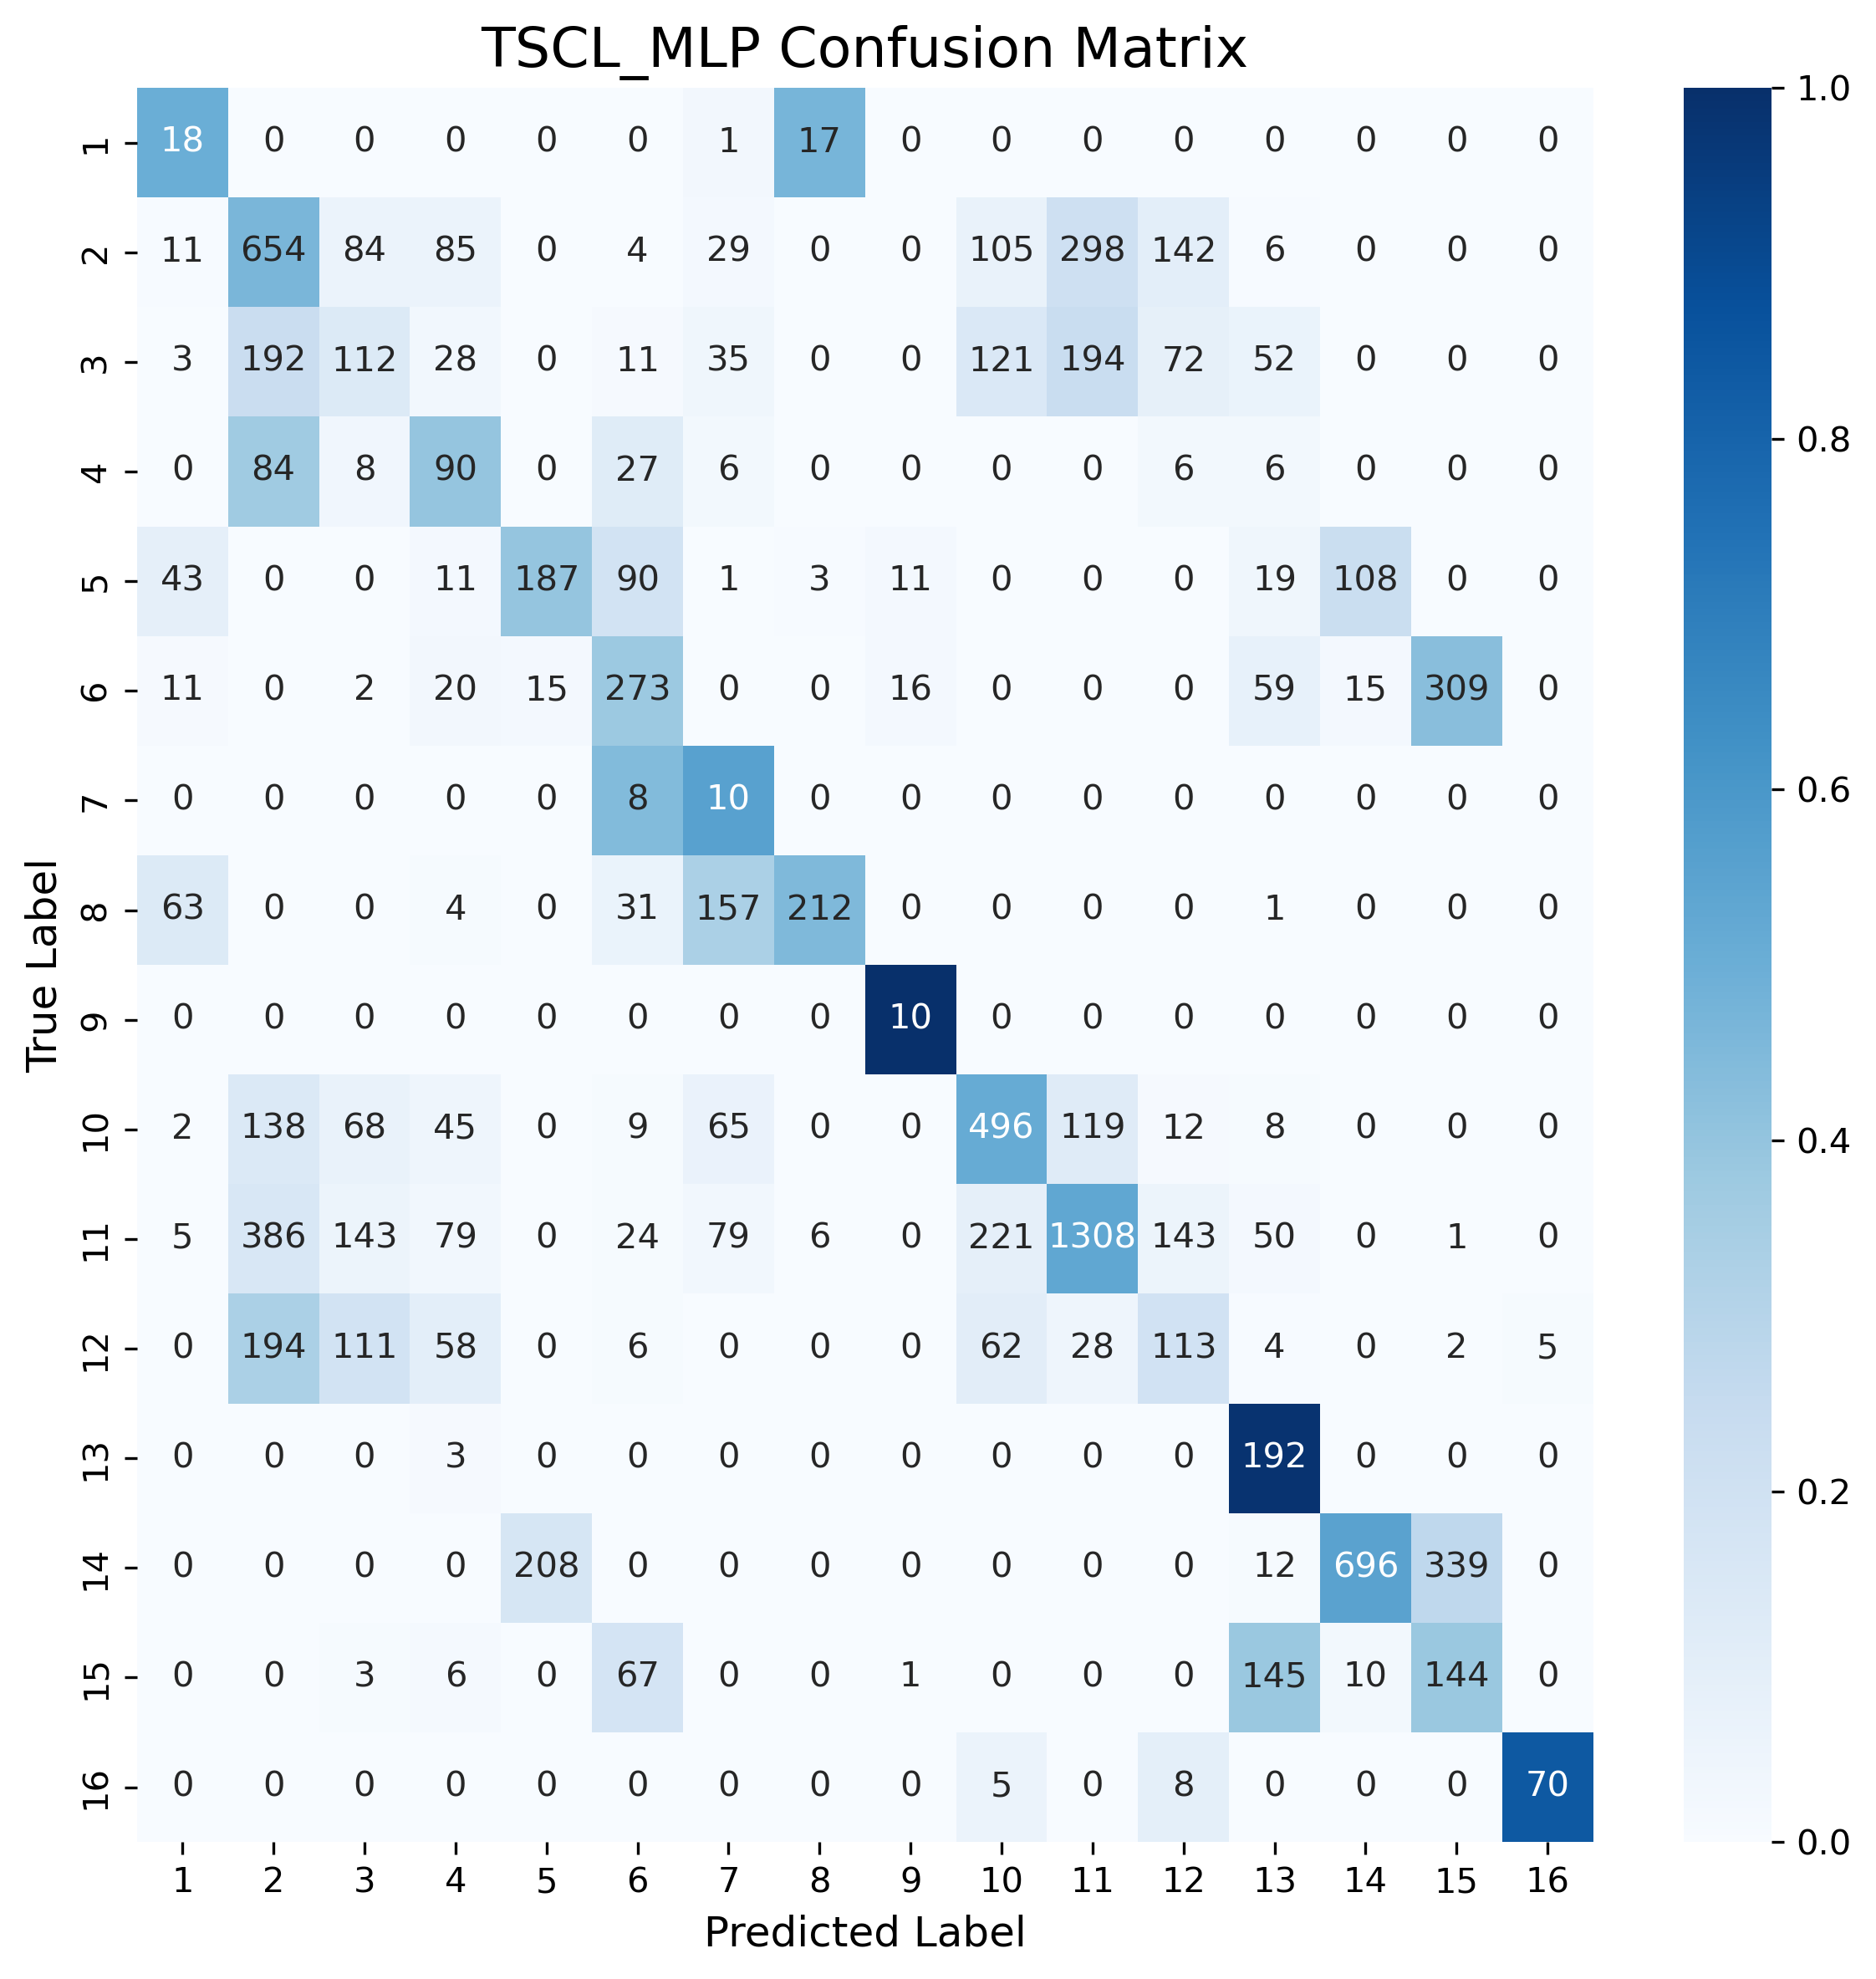 TSCL_MLP Confusion Matrix
1 18 0 0 0 0 0 1 17 0 0 0 0 0 0 0 0
2 11 654 84 85 0 4 29 0 0 105 298 142 6 0 0 0
3 3 192 112 28 0 11 35 0 0 121 194 72 52 0 0 0
4 0 84 8 90 0 27 6 0 0 0 0 6 6 0 0 0
5 43 0 0 11 187 90 1 3 11 0 0 0 19 108 0 0
6 11 0 2 20 15 273 0 0 16 0 0 0 59 15 309 0
7 0 0 0 0 0 8 10 0 0 0 0 0 0 0 0 0
8 63 0 0 4 0 31 157 212 0 0 0 0 1 0 0 0
9 0 0 0 0 0 0 0 0 10 0 0 0 0 0 0 0
10 2 138 68 45 0 9 65 0 0 496 119 12 8 0 0 0
11 5 386 143 79 0 24 79 6 0 221 1308 143 50 0 1 0
12 0 194 111 58 0 6 0 0 0 62 28 113 4 0 2 5
13 0 0 0 3 0 0 0 0 0 0 0 0 192 0 0 0
14 0 0 0 0 208 0 0 0 0 0 0 0 12 696 339 0
15 0 0 3 6 0 67 0 0 1 0 0 0 145 10 144 0
16 0 0 0 0 0 0 0 0 0 5 0 8 0 0 0 70
1 2 3 4 5 6 7 8 9 10 11 12 13 14 15 16
Predicted Label
True Label
1.0
0.8
0.6
0.4
0.2
0.0